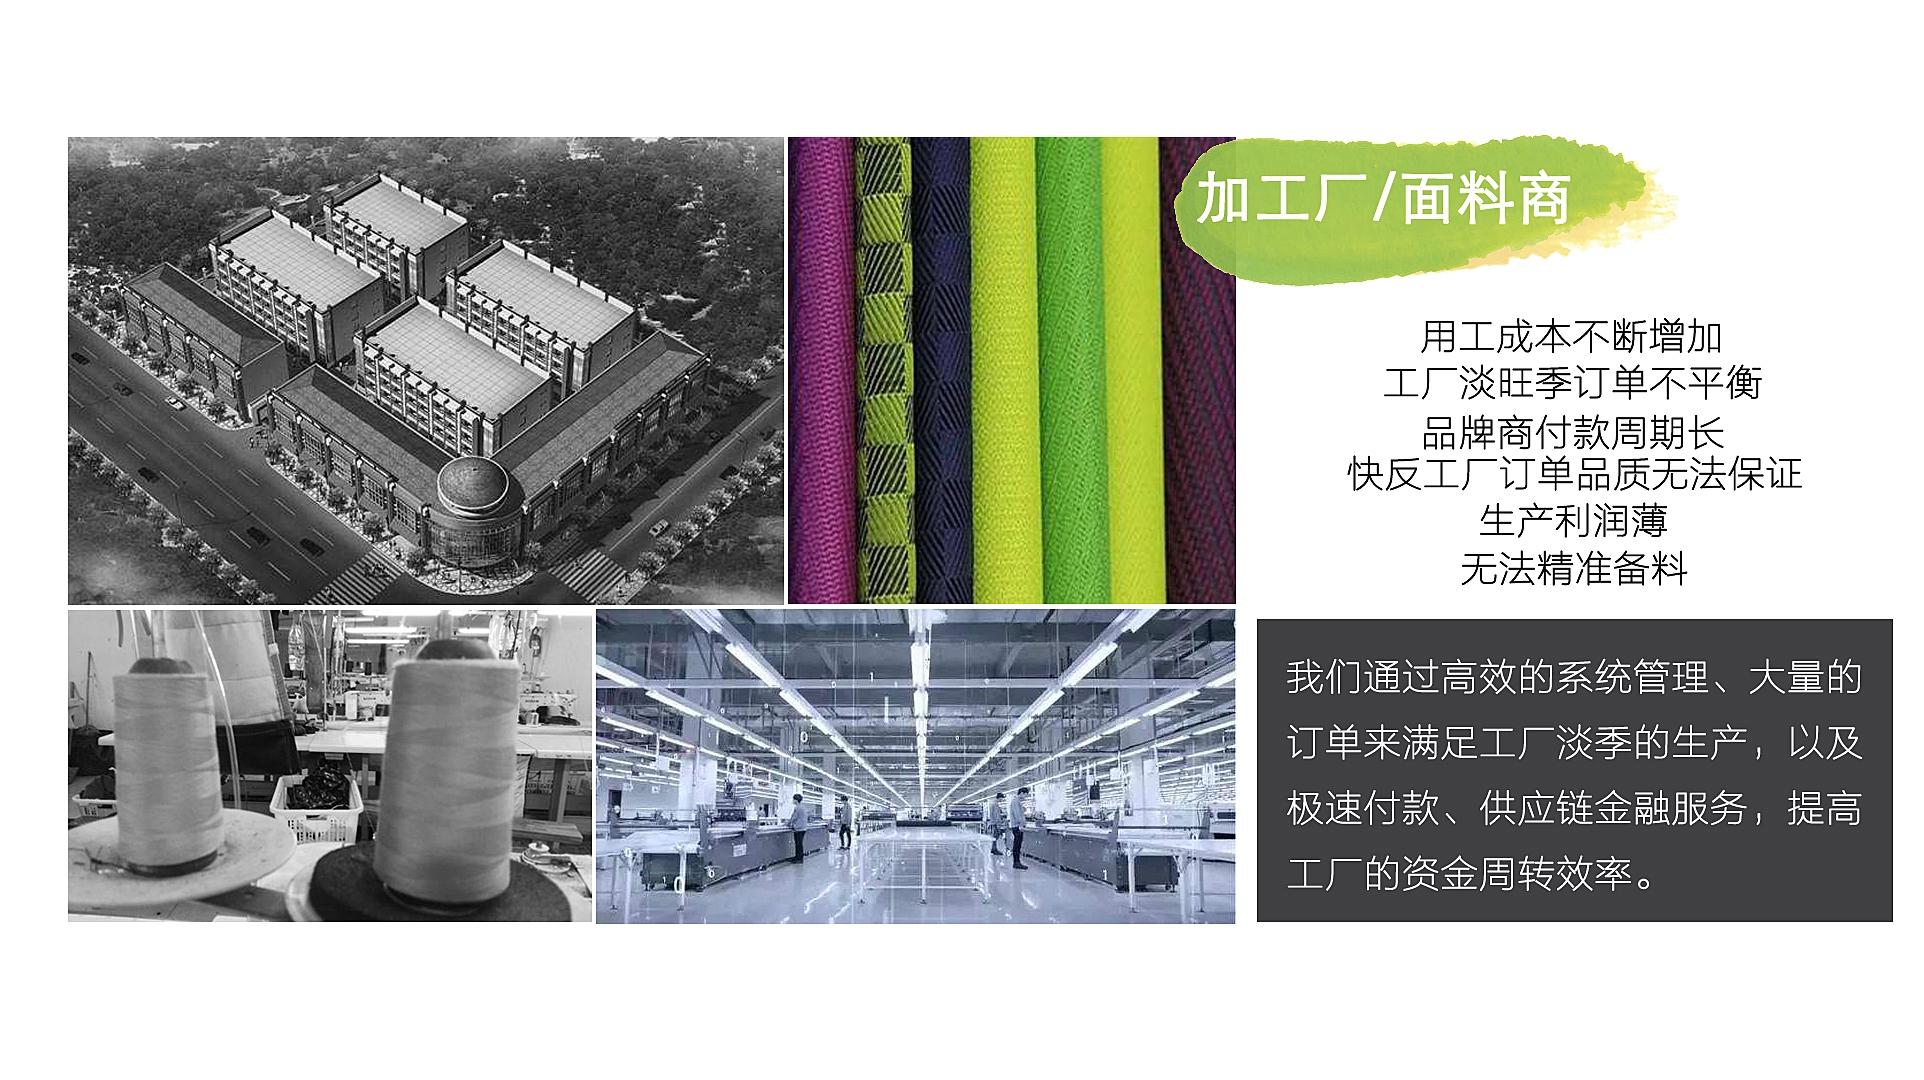 加工厂/面料商
用工成本不断增加
工厂淡旺季订单不平衡
品牌商付款周期长
快反工厂订单品质无法保证
生产利润薄
无法精准备料
我们通过高效的系统管理、大量的
订单来满足工厂淡季的生产，以及
极速付款、供应链金融服务，提高
工厂的资金周转效率。